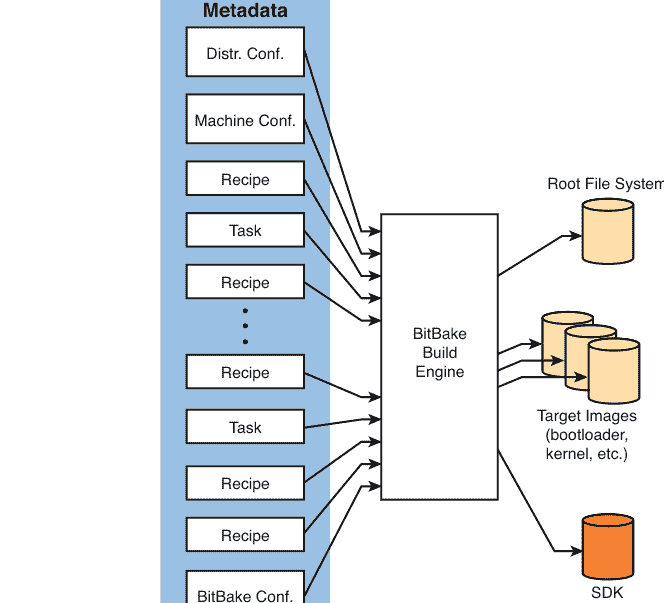 Metadata
Distr. Conf.
Machine Conf.
Recipe
Task
Recipe
Recipe
Task
Recipe
Recipe
BitBake Conf.
BitBake
Build
Engine
Root File System
Target Images
(bootloader,
kernel, etc.)
SDK